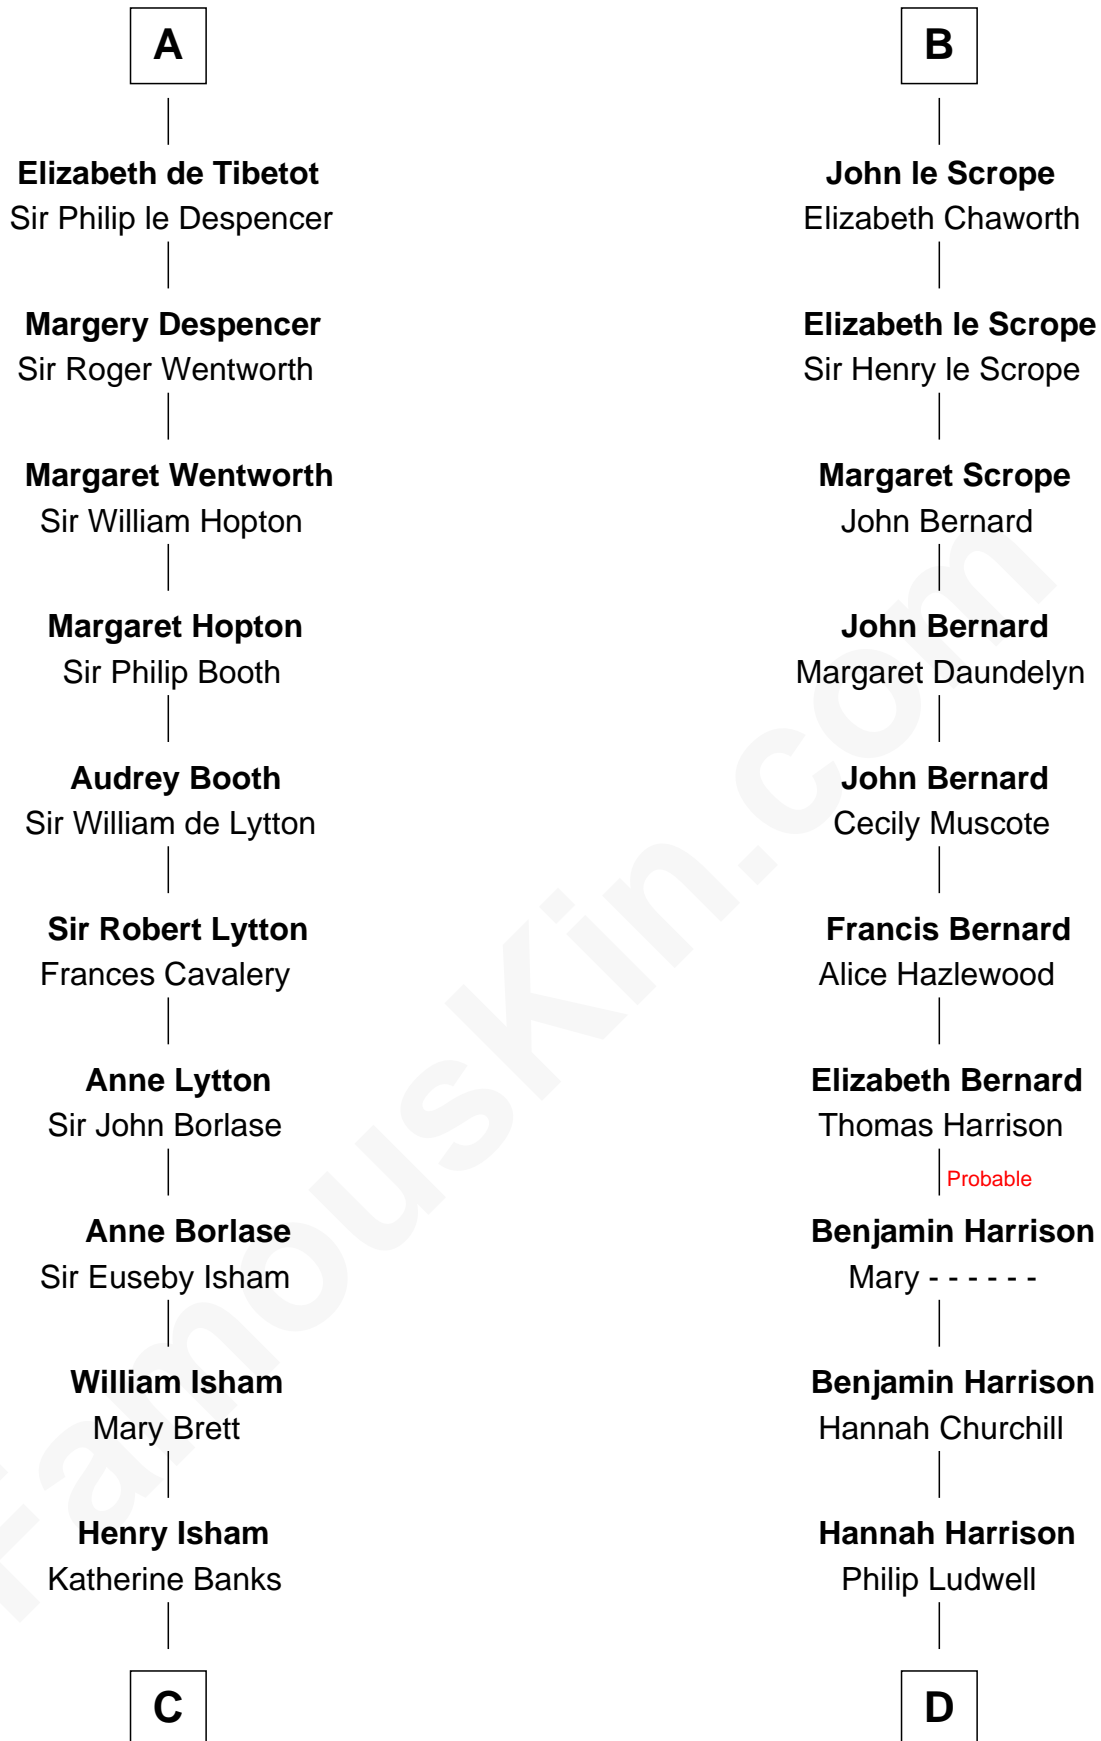 A
Elizabeth de Tibetot
Sir Philip le Despencer
Margery Despencer
Sir Roger Wentworth
Margaret Wentworth
Sir William Hopton
Margaret Hopton
Sir Philip Booth
Audrey Booth
Sir William de Lytton
Sir Robert Lytton
Frances Cavalery
Anne Lytton
Sir John Borlase
Anne Borlase
Sir Euseby Isham
William Isham
Mary Brett
Henry Isham
Katherine Banks
C
B
John le Scrope
Elizabeth Chaworth
Elizabeth le Scrope
Sir Henry le Scrope
Margaret Scrope
John Bernard
John Bernard
Margaret Daundelyn
John Bernard
Cecily Muscote
Francis Bernard
Alice Hazlewood
Elizabeth Bernard
Thomas Harrison
Probable
Benjamin Harrison
Mary - - - - - -
Benjamin Harrison
Hannah Churchill
Hannah Harrison
Philip Ludwell
D
FamousKin.com